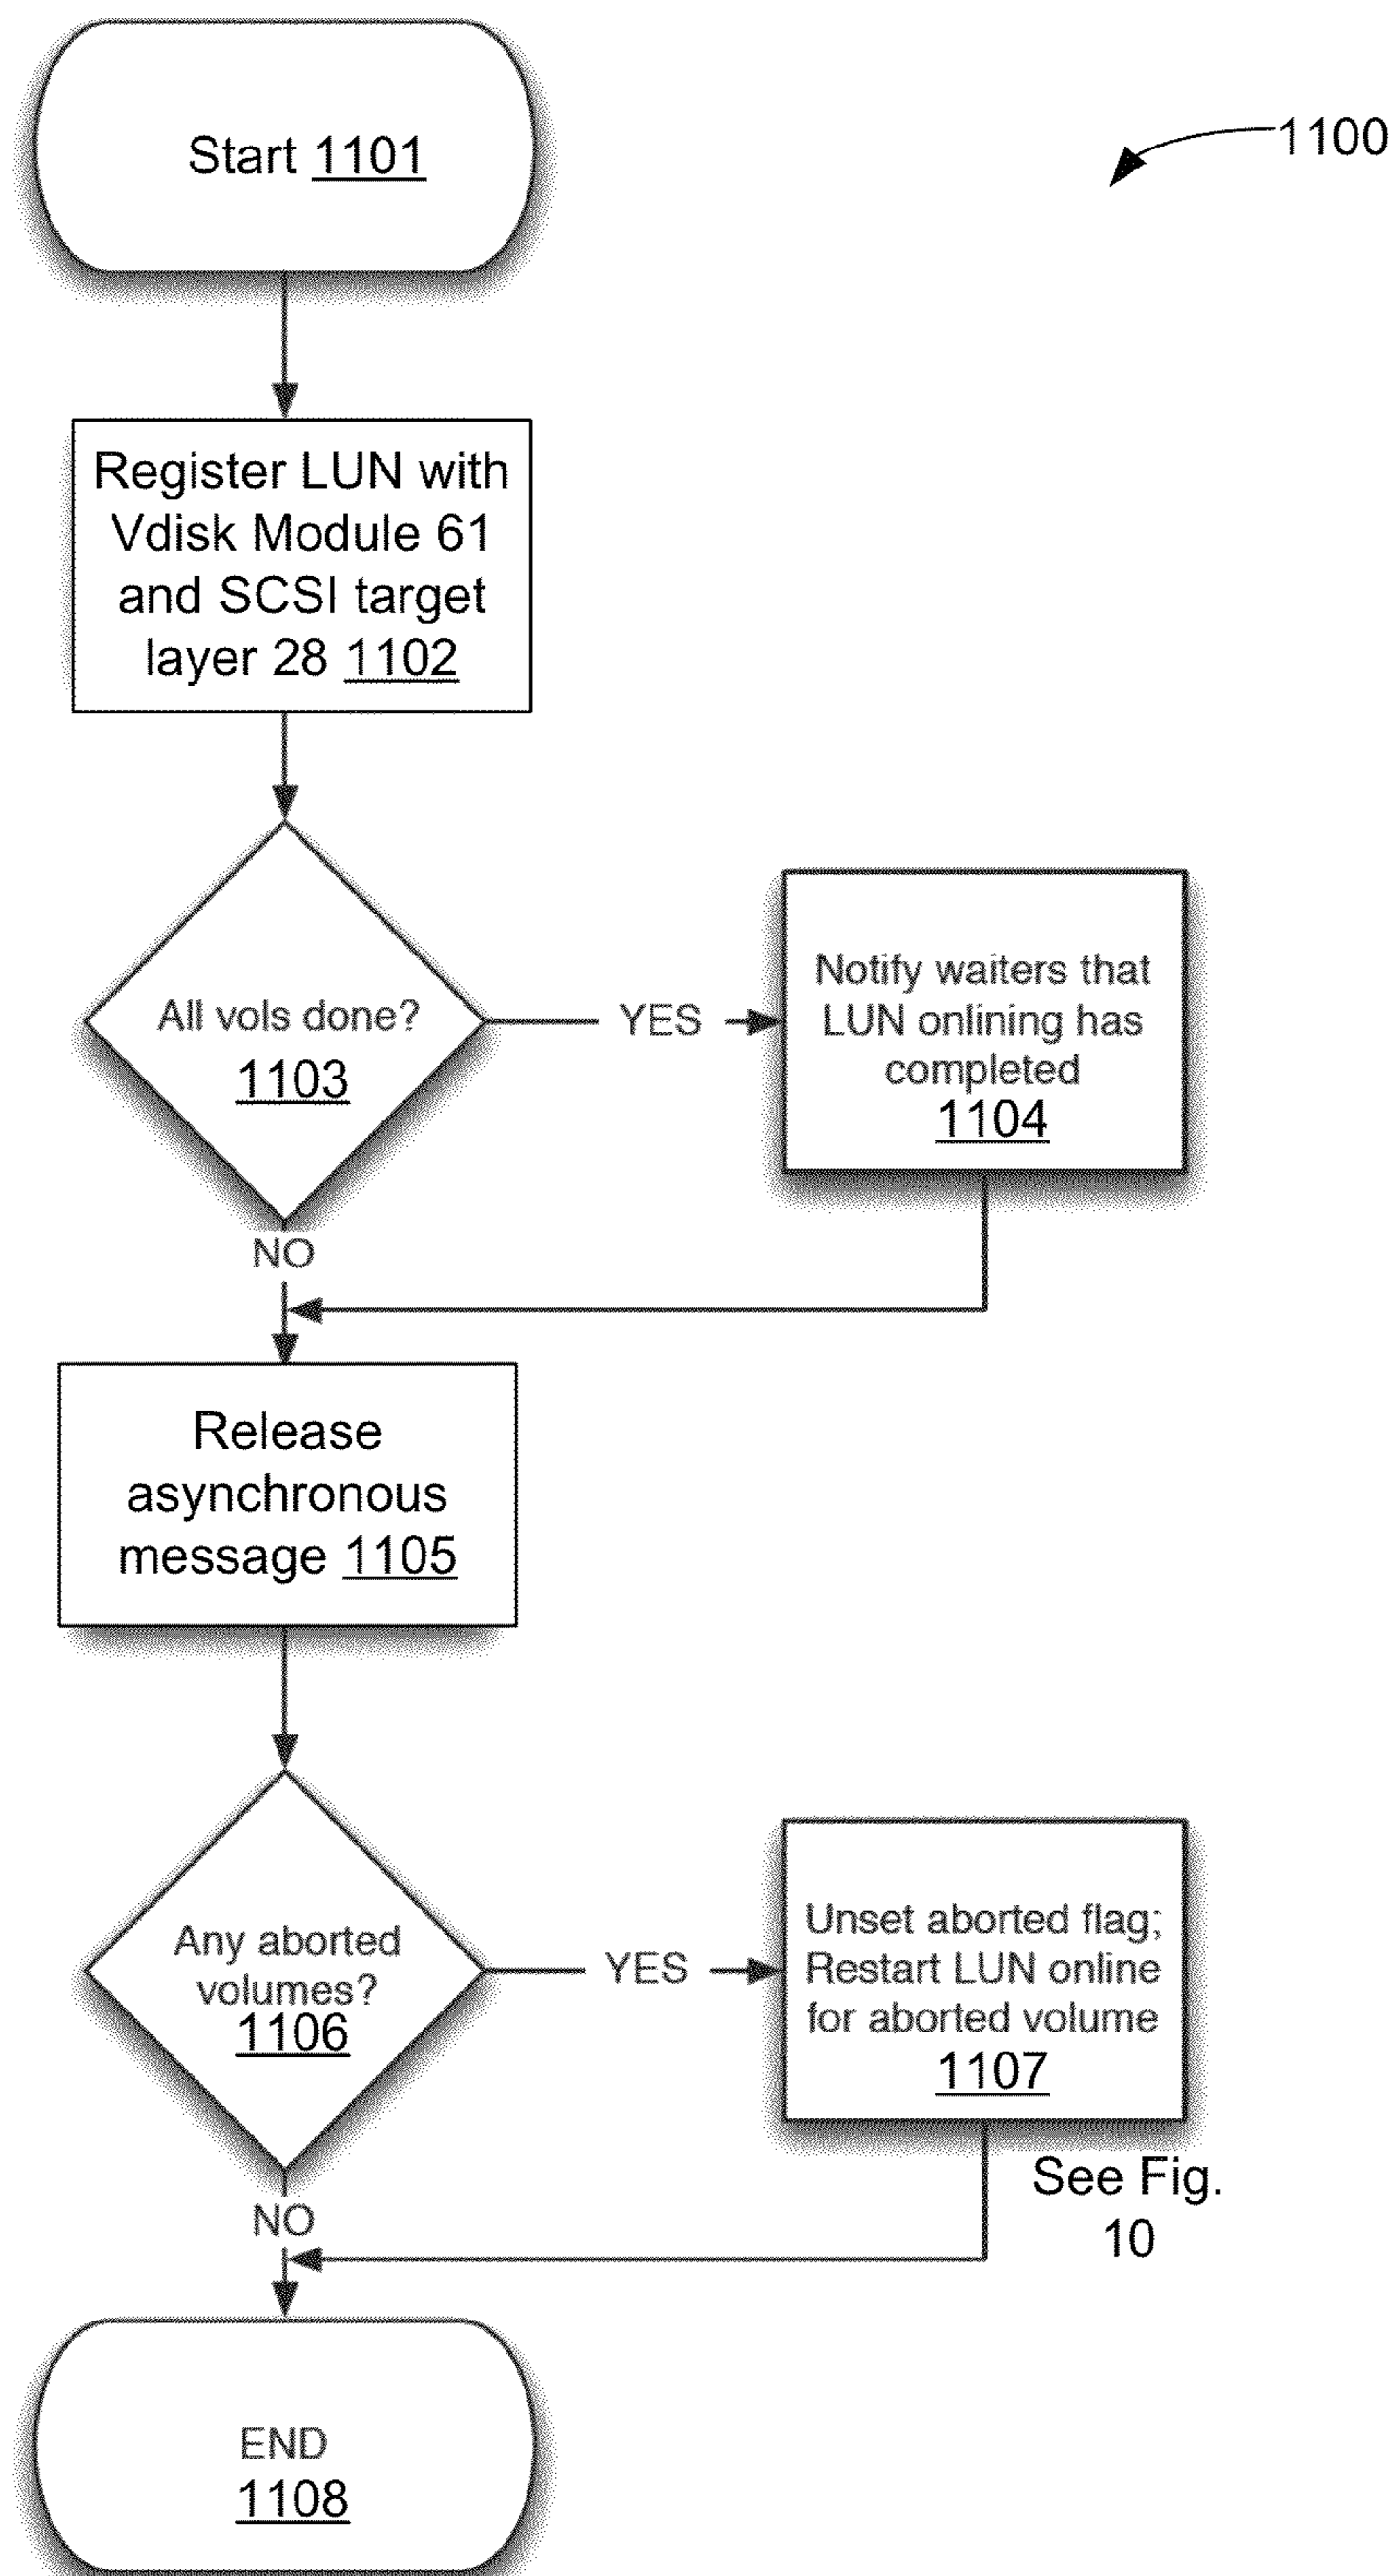 1100
Start 1101
Register LUN with
Vdisk Module 61
and SCSI target
layer 28 1102
All vols done?
1103
YES
Notify waiters that
LUN onlining has
completed
1104
NO
Release
asynchronous
message 1105
Any aborted
volumes?
1106
YES
Unset aborted flag;
Restart LUN online
for aborted volume
1107
See Fig.
10
NO
END
1108